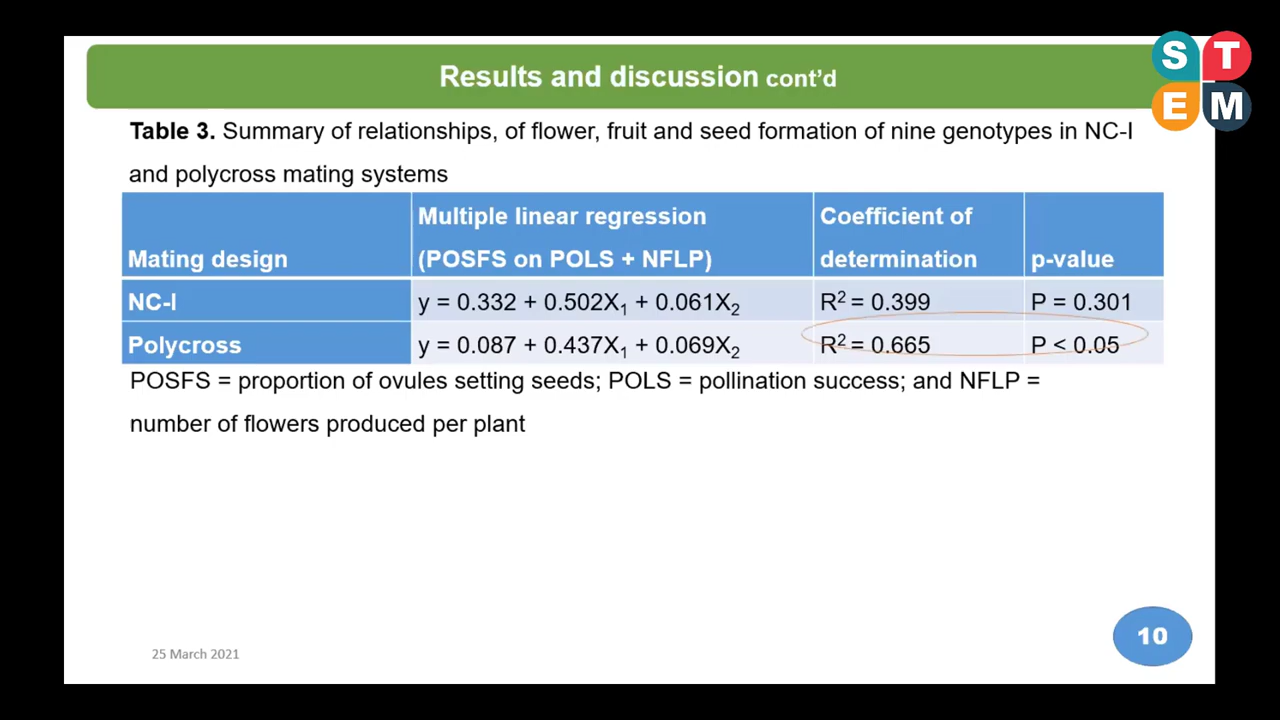 Results and discussion cont’d
S T
E M
Table 3. Summary of relationships, of flower, fruit and seed formation of nine genotypes in NC-I
and polycross mating systems
Mating design
Multiple linear regression
(POSFS on POLS + NFLP)
Coefficient of
determination
p-value
NC-I
y = 0.332 + 0.502X₁ + 0.061X₂
R² = 0.399
P = 0.301
Polycross
y = 0.087 + 0.437X₁ + 0.069X₂
R² = 0.665
P < 0.05
POSFS = proportion of ovules setting seeds; POLS = pollination success; and NFLP =
number of flowers produced per plant
25 March 2021
10